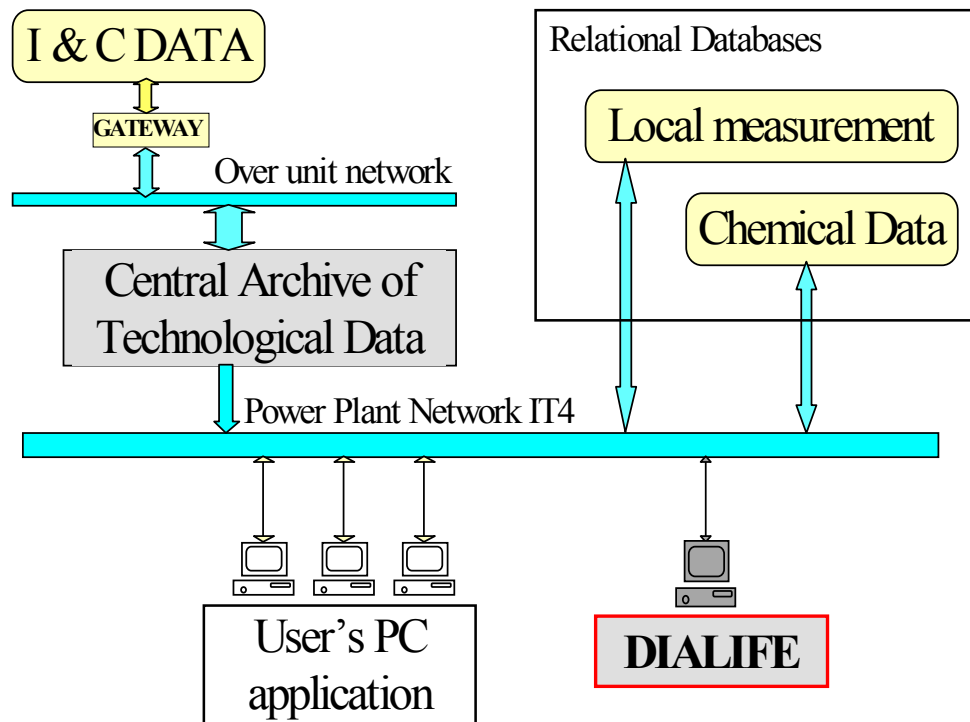 I & C DATA
GATEWAY
Over unit network
Central Archive of
Technological Data
Power Plant Network IT4
Relational Databases
Local measurement
Chemical Data
User’s PC
application
DIALIFE